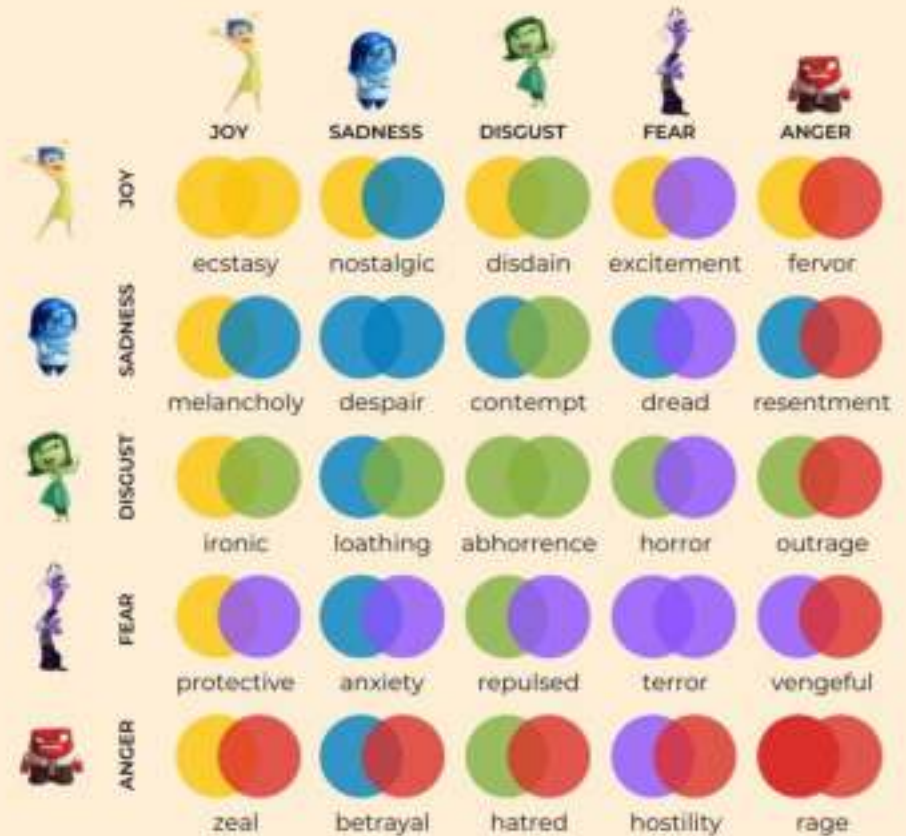 JOY SADNESS DISGUST FEAR ANGER
JOY
ecstasy nostalgic disdain excitement fervor
SADNESS
melancholy despair contempt dread resentment
DISGUST
ironic loathing abhorrence horror outrage
FEAR
protective anxiety repulsed terror vengeful
ANGER
zeal betrayal hatred hostility rage